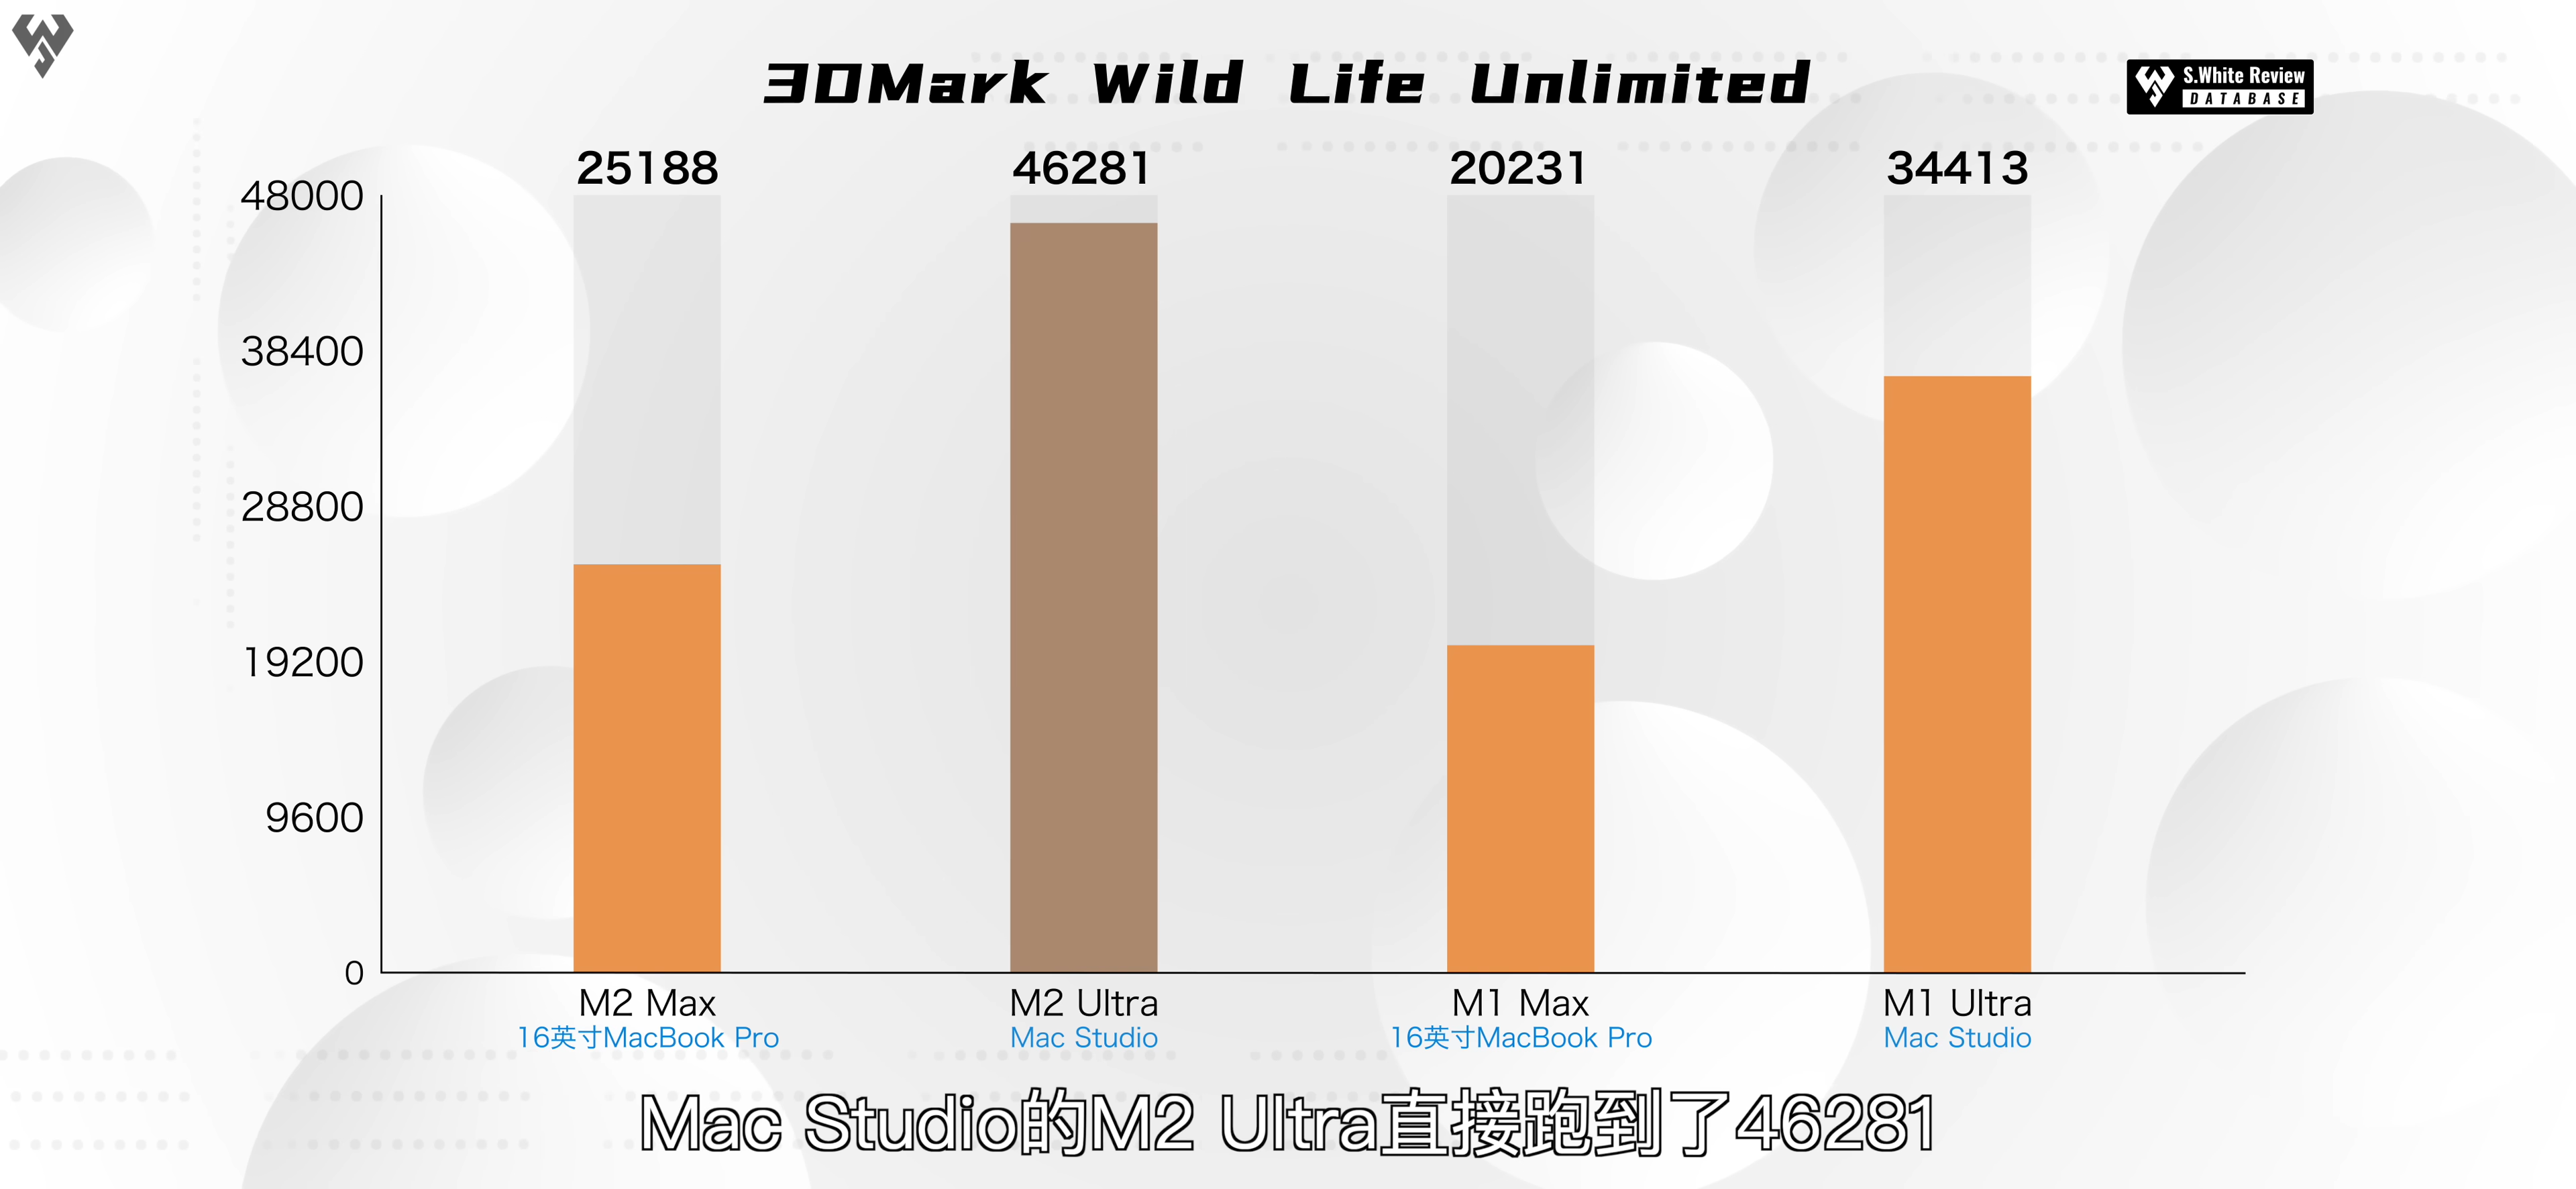 3DMark Wild Life Unlimited
S.White Review
DATABASE
25188
46281
20231
34413
48000
38400
28800
19200
9600
0
M2 Max
16英寸MacBook Pro
M2 Ultra
Mac Studio
M1 Max
16英寸MacBook Pro
M1 Ultra
Mac Studio
Mac Studio的M2 Ultra直接跑到了46281